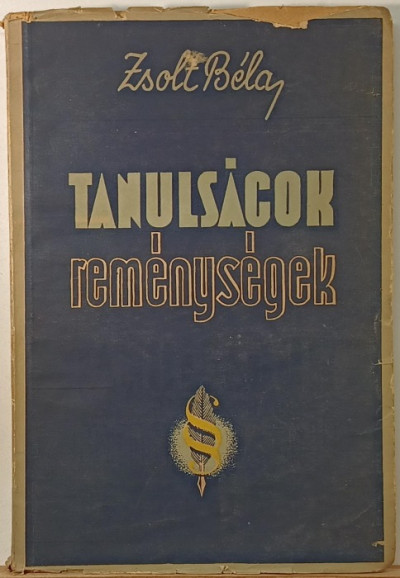 Zsolt Béla
TANULSÁGOK
reménységek
§